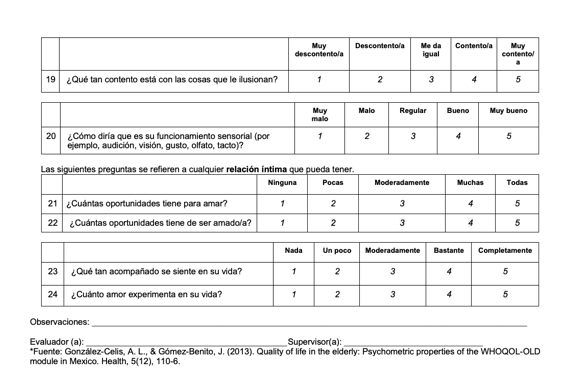 Muy descontento/a Descontento/a Me da igual Contento/a Muy contento/a
19 ¿Qué tan contento está con las cosas que le ilusionan? 1 2 3 4 5
Muy malo Malo Regular Bueno Muy bueno
20 ¿Cómo diría que es su funcionamiento sensorial (por 1 2 3 4 5
ejemplo, audición, visión, gusto, olfato, tacto)?
Las siguientes preguntas se refieren a cualquier relación íntima que pueda tener.
Ninguna Pocas Moderadamente Muchas Todas
21 ¿Cuántas oportunidades tiene para amar? 1 2 3 4 5
22 ¿Cuántas oportunidades tiene de ser amado/a? 1 2 3 4 5
Nada Un poco Moderadamente Bastante Completamente
23 ¿Qué tan acompañado se siente en su vida? 1 2 3 4 5
24 ¿Cuánto amor experimenta en su vida? 1 2 3 4 5
Observaciones:
Evaluador (a): Supervisor(a):
*Fuente: González-Celis, A. L., & Gómez-Benito, J. (2013). Quality of life in the elderly: Psychometric properties of the WHOQOL-OLD
module in Mexico. Health, 5(12), 110-6.